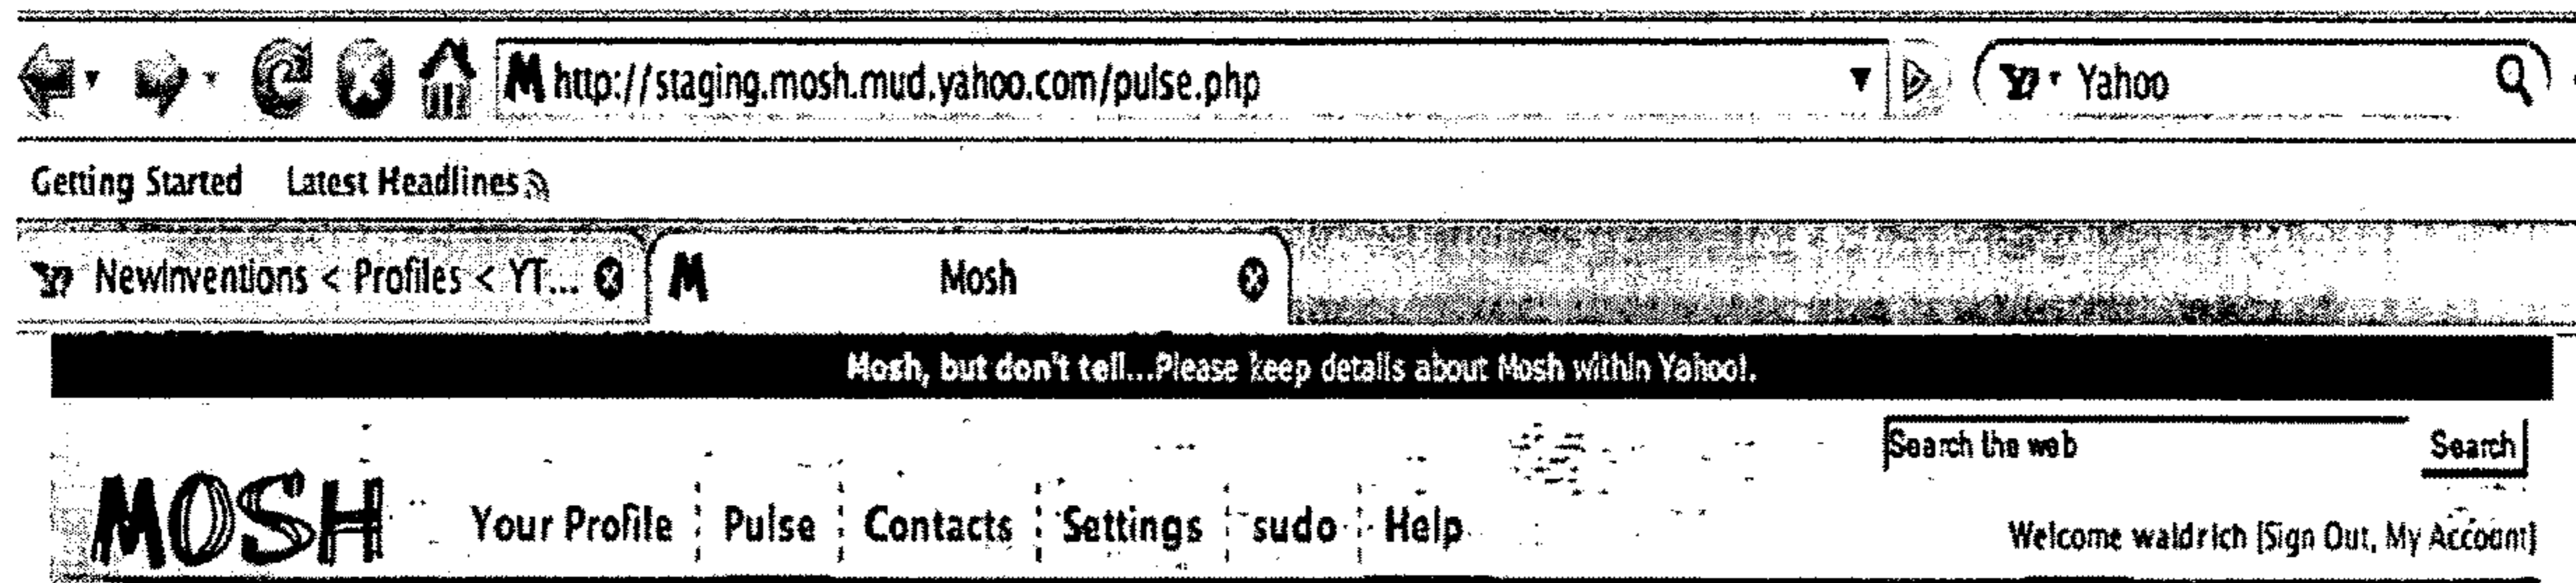 M http://staging.mosh.mud.yahoo.com/pulse.php Yahoo
Getting Started Latest Headlines
NewInventions < Profiles < YT... M Mosh
Mosh, but don't tell...Please keep details about Mosh within Yahoo!.
Search the web Search
MOSH Your Profile Pulse Contacts Settings sudo Help
Welcome waldrich [Sign Out, My Account]